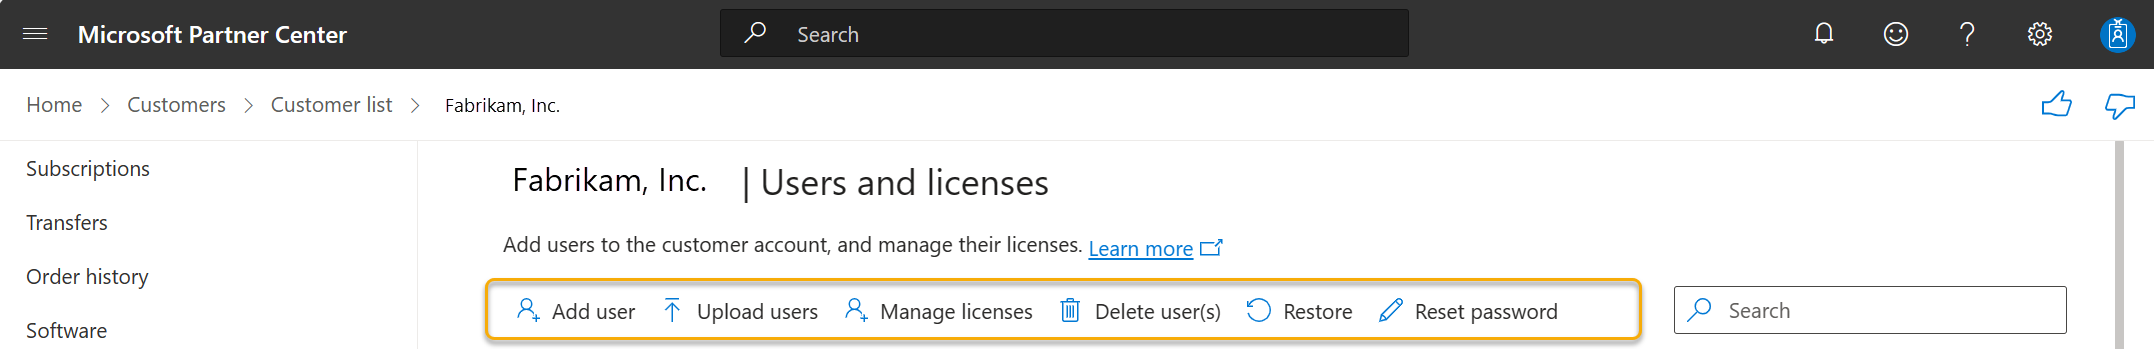 Microsoft Partner Center
Search
Home > Customers > Customer list > Fabrikam, Inc.
Subscriptions
Transfers
Order history
Software
Fabrikam, Inc. | Users and licenses
Add users to the customer account, and manage their licenses. Learn more
Add user Upload users Manage licenses Delete user(s) Restore Reset password
Search